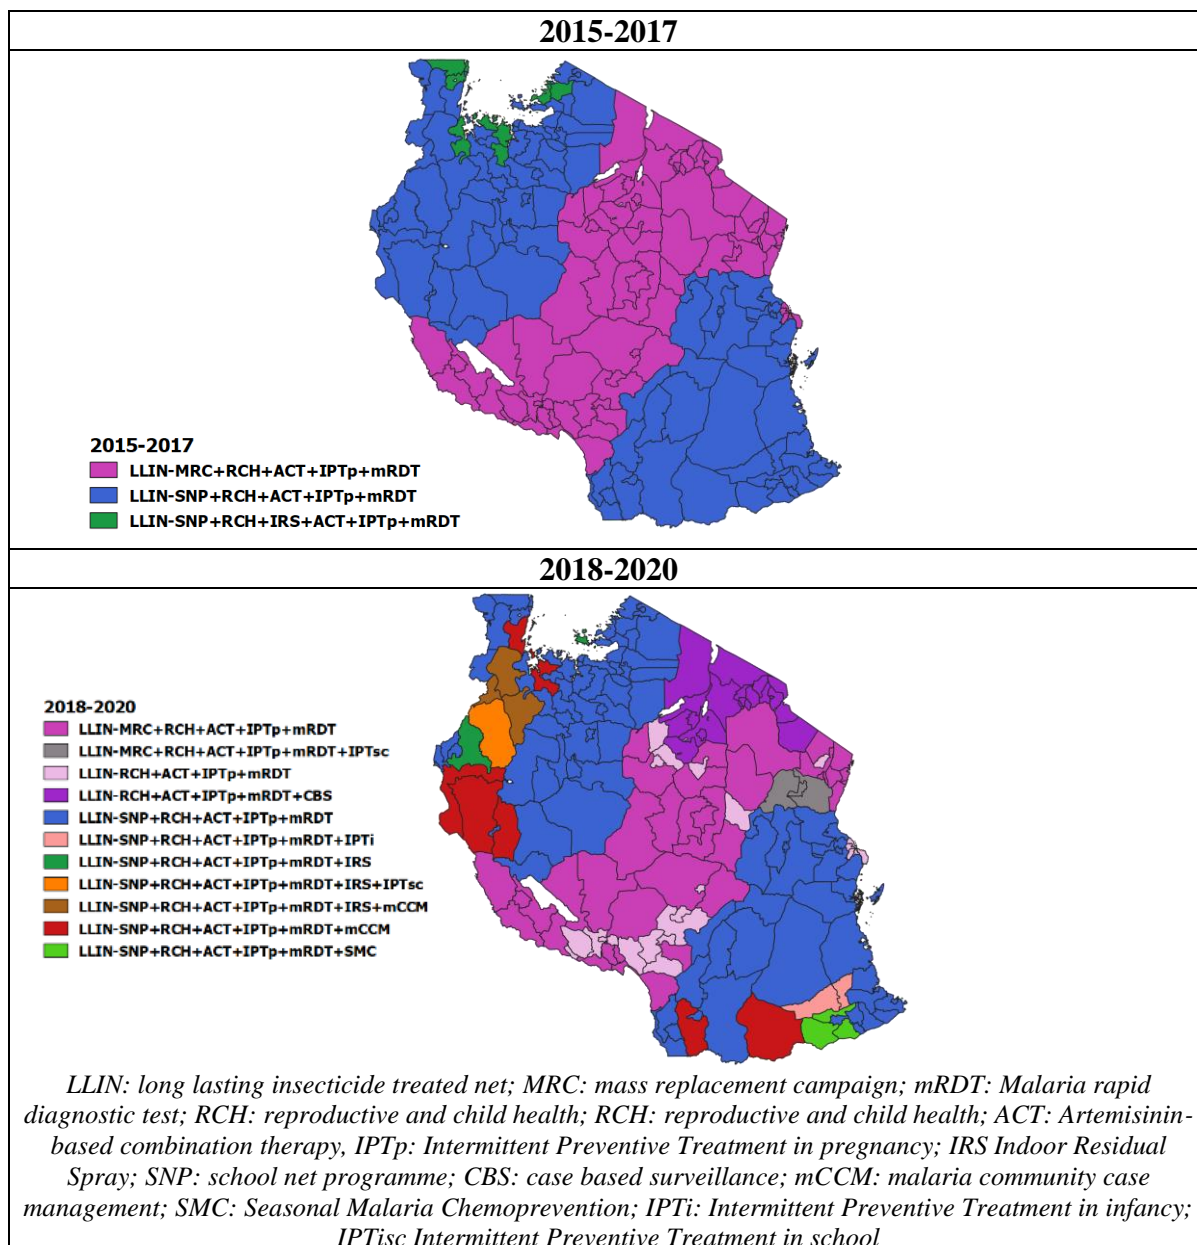 2015-2017
2015-2017
LLIN-MRC+RCH+ACT+IPTp+mRDT
LLIN-SNP+RCH+ACT+IPTp+mRDT
LLIN-SNP+RCH+IRS+ACT+IPTp+mRDT
2018-2020
2018-2020
LLIN-MRC+RCH+ACT+IPTp+mRDT
LLIN-MRC+RCH+ACT+IPTp+mRDT+IPTsc
LLIN-RCH+ACT+IPTp+mRDT
LLIN-RCH+ACT+IPTp+mRDT+CBS
LLIN-SNP+RCH+ACT+IPTp+mRDT
LLIN-SNP+RCH+ACT+IPTp+mRDT+IPTi
LLIN-SNP+RCH+ACT+IPTp+mRDT+IRS
LLIN-SNP+RCH+ACT+IPTp+mRDT+IRS+IPTsc
LLIN-SNP+RCH+ACT+IPTp+mRDT+IRS+mCCM
LLIN-SNP+RCH+ACT+IPTp+mRDT+mCCM
LLIN-SNP+RCH+ACT+IPTp+mRDT+SMC
LLIN: long lasting insecticide treated net; MRC: mass replacement campaign; mRDT: Malaria rapid
diagnostic test; RCH: reproductive and child health; RCH: reproductive and child health; ACT: Artemisinin-
based combination therapy, IPTp: Intermittent Preventive Treatment in pregnancy; IRS Indoor Residual
Spray; SNP: school net programme; CBS: case based surveillance; mCCM: malaria community case
management; SMC: Seasonal Malaria Chemoprevention; IPTi: Intermittent Preventive Treatment in infancy;
IPTisc Intermittent Preventive Treatment in school